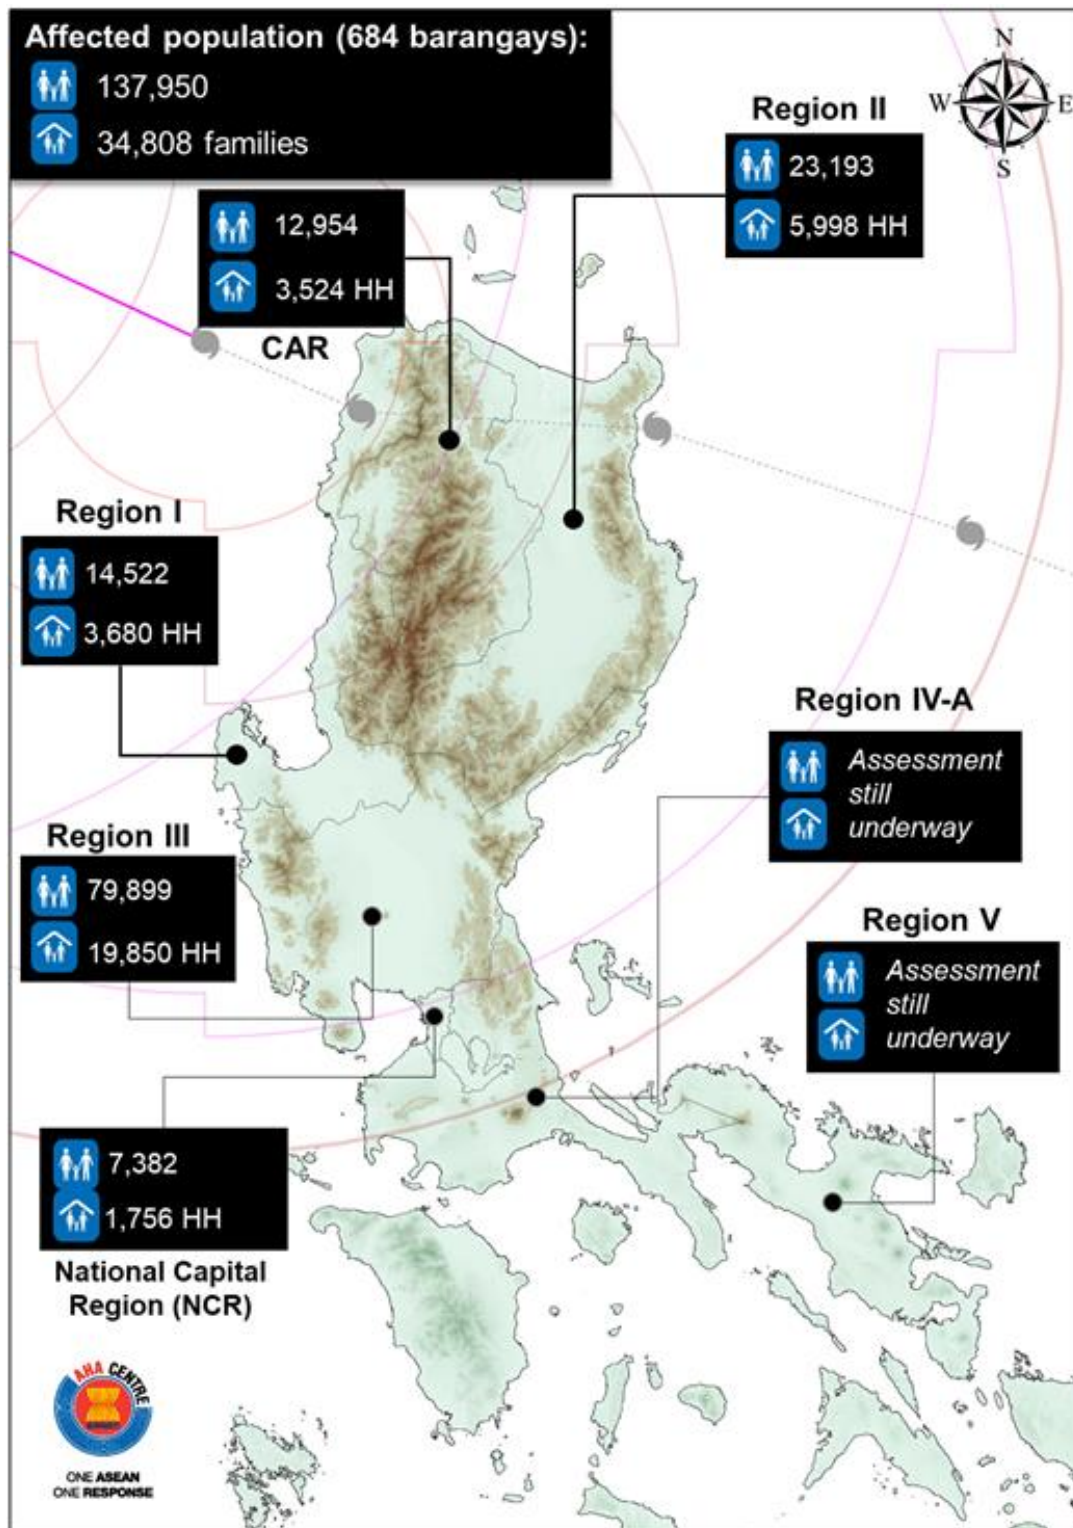 Affected population (684 barangays):
137,950
34,808 families
N
W
E
S
Region II
23,193
5,998 HH
12,954
3,524 HH
CAR
Region I
14,522
3,680 HH
Region IV-A
Assessment
still
underway
Region III
79,899
19,850 HH
Region V
Assessment
still
underway
7,382
1,756 HH
National Capital
Region (NCR)
AHA CENTRE
ONE ASEAN
ONE RESPONSE